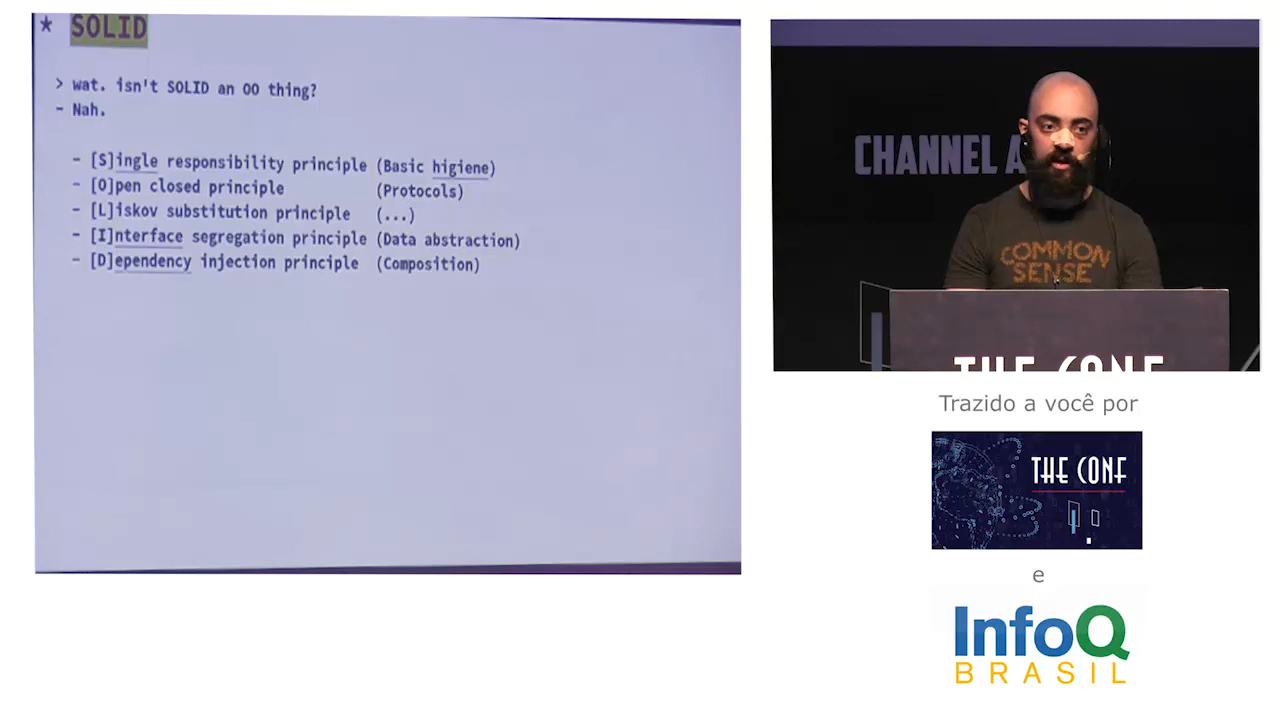 * SOLID
> wat. isn't SOLID an OO thing?
- Nah.
- [S]ingle responsibility principle (Basic higiene)
- [O]pen closed principle (Protocols)
- [L]iskov substitution principle (...)
- [I]nterface segregation principle (Data abstraction)
- [D]ependency injection principle (Composition)
CHANNEL A
COMMON
SENSE
THE CONF
Trazido a você por
THE CONF
e
InfoQ
BRASIL